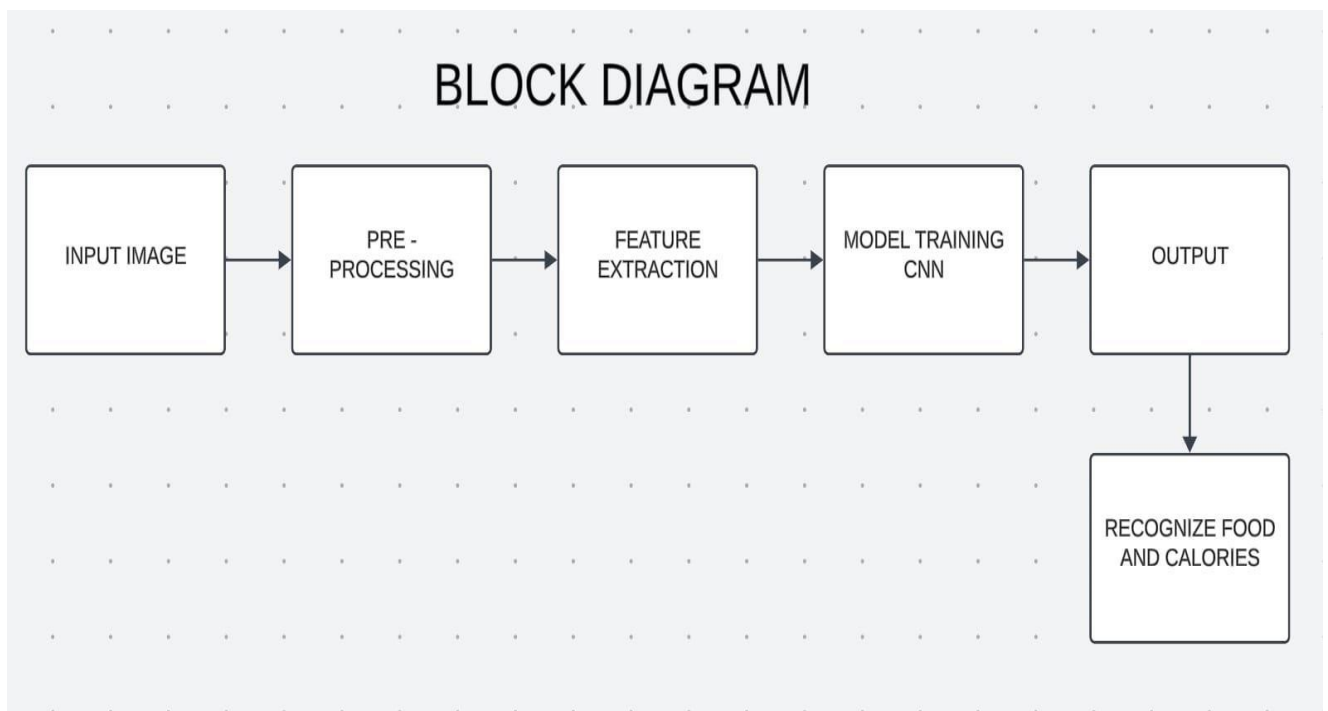 BLOCK DIAGRAM
INPUT IMAGE
PRE -
PROCESSING
FEATURE
EXTRACTION
MODEL TRAINING
CNN
OUTPUT
RECOGNIZE FOOD
AND CALORIES